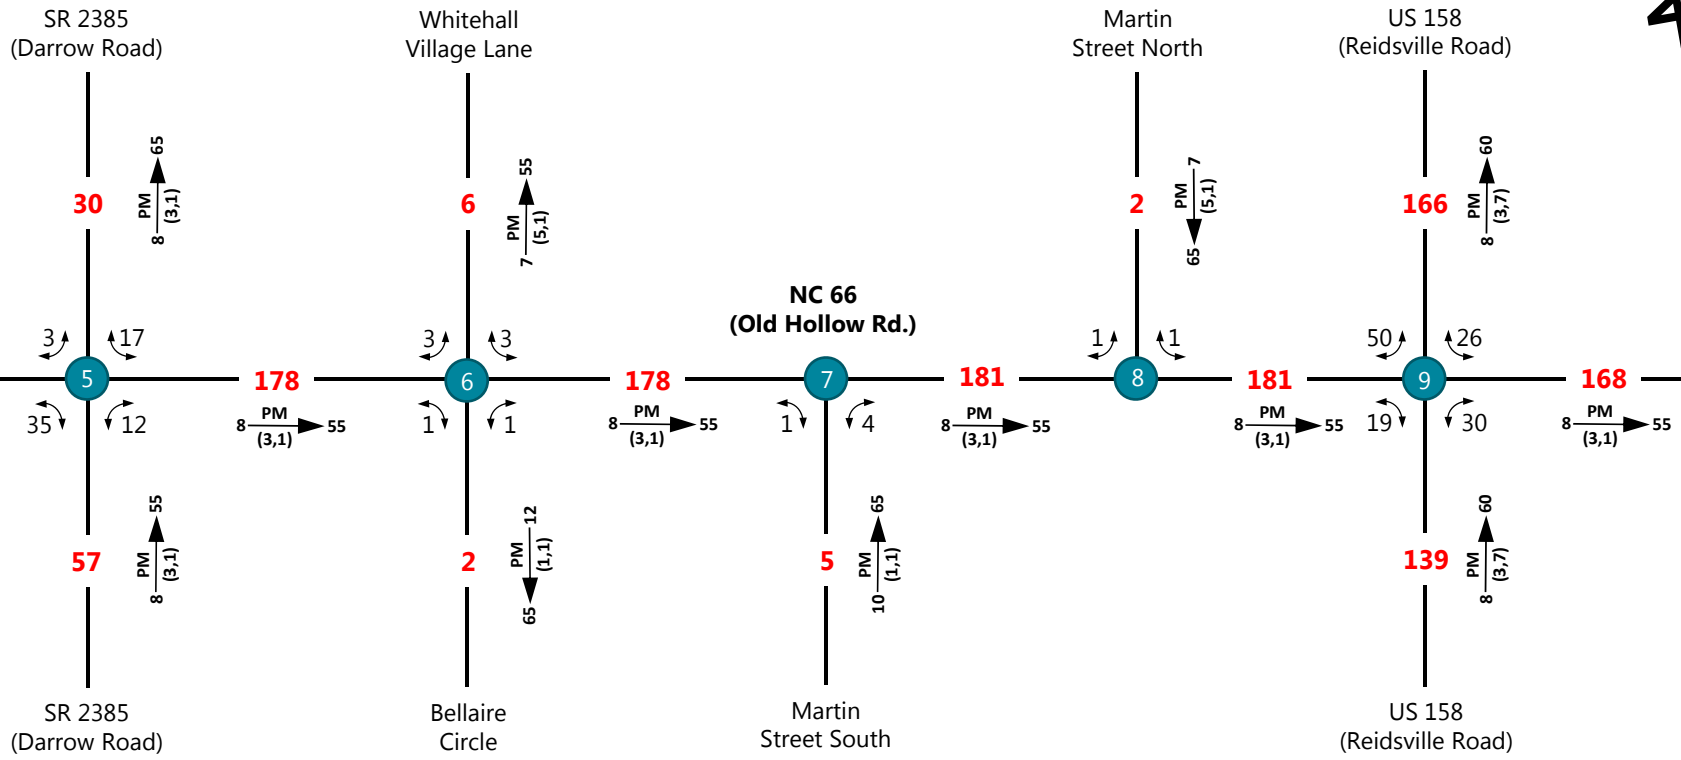 SR 2385
(Darrow Road)
Whitehall
Village Lane
Martin
Street North
US 158
(Reidsville Road)
30
8 PM 65
(3,1)
6
7 PM 55
(5,1)
2
7 PM 65
(5,1)
166
8 PM 60
(3,7)
NC 66
(Old Hollow Rd.)
3 17
3 3
1 1
50 26
5
178
6
178
7
181
8
181
9
168
35 12
1 1
1 4
19 30
8 PM 55
(3,1)
8 PM 55
(3,1)
8 PM 55
(3,1)
8 PM 55
(3,1)
8 PM 55
(3,1)
57
8 PM 55
(3,1)
2
12 PM 65
(1,1)
5
10 PM 65
(1,1)
139
8 PM 60
(3,7)
SR 2385
(Darrow Road)
Bellaire
Circle
Martin
Street South
US 158
(Reidsville Road)